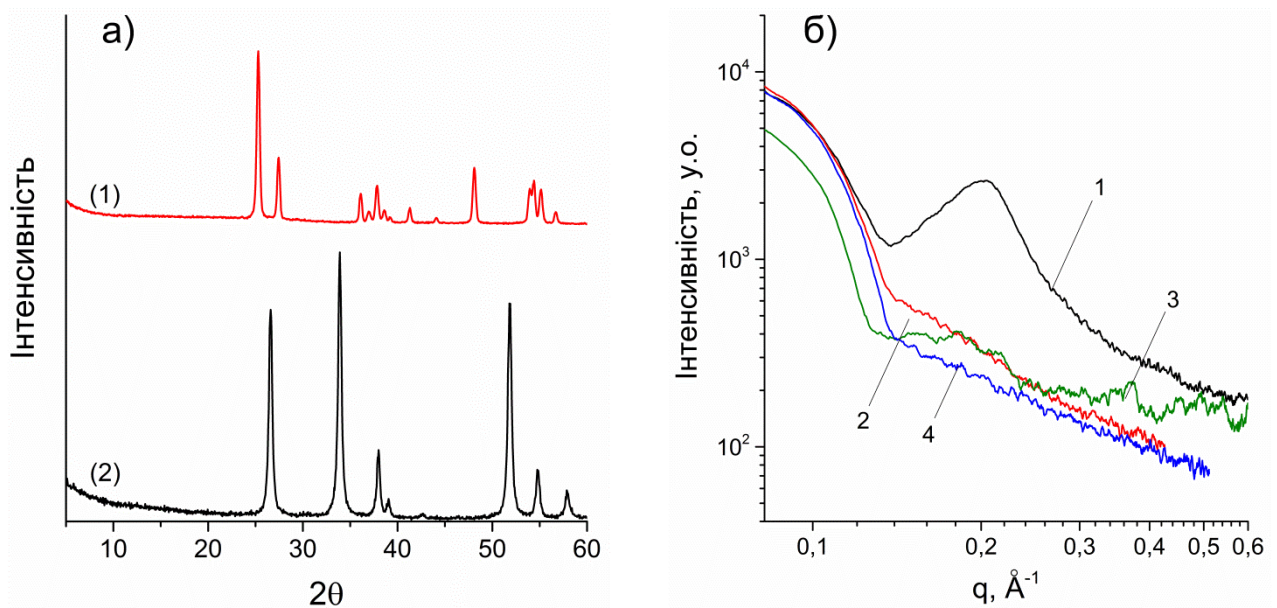 а)
Інтенсивність
(1)
(2)
10 20 30 40 50 60
2θ
б)
Інтенсивність, у.о.
10⁴
10³
10²
1
3
2
4
0,1 0,2 0,3 0,4 0,5 0,6
q, Å⁻¹